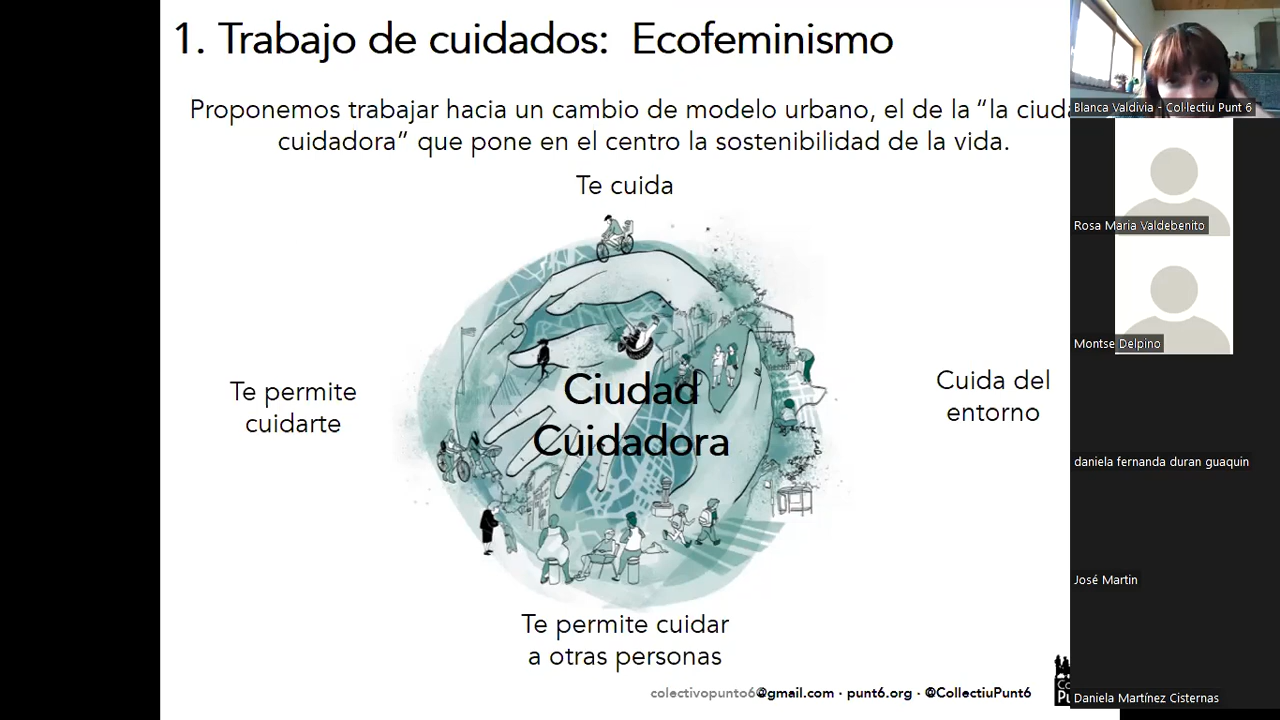 1. Trabajo de cuidados: Ecofeminismo
Proponemos trabajar hacia un cambio de modelo urbano, el de la “la
cuidadora” que pone en el centro la sostenibilidad de la vida.
Te cuida
Te permite
cuidarte
Ciudad
Cuidadora
Cuida del
entorno
Te permite cuidar
a otras personas
colectivopunto6@gmail.com · punt6.org · @CollectiuPunt6
Blanca Valdivia - Col·lectiu Punt 6
Rosa Maria Valdebenito
Montse Delpino
daniela fernanda duran guaquin
José Martin
Daniela Martínez Cisternas